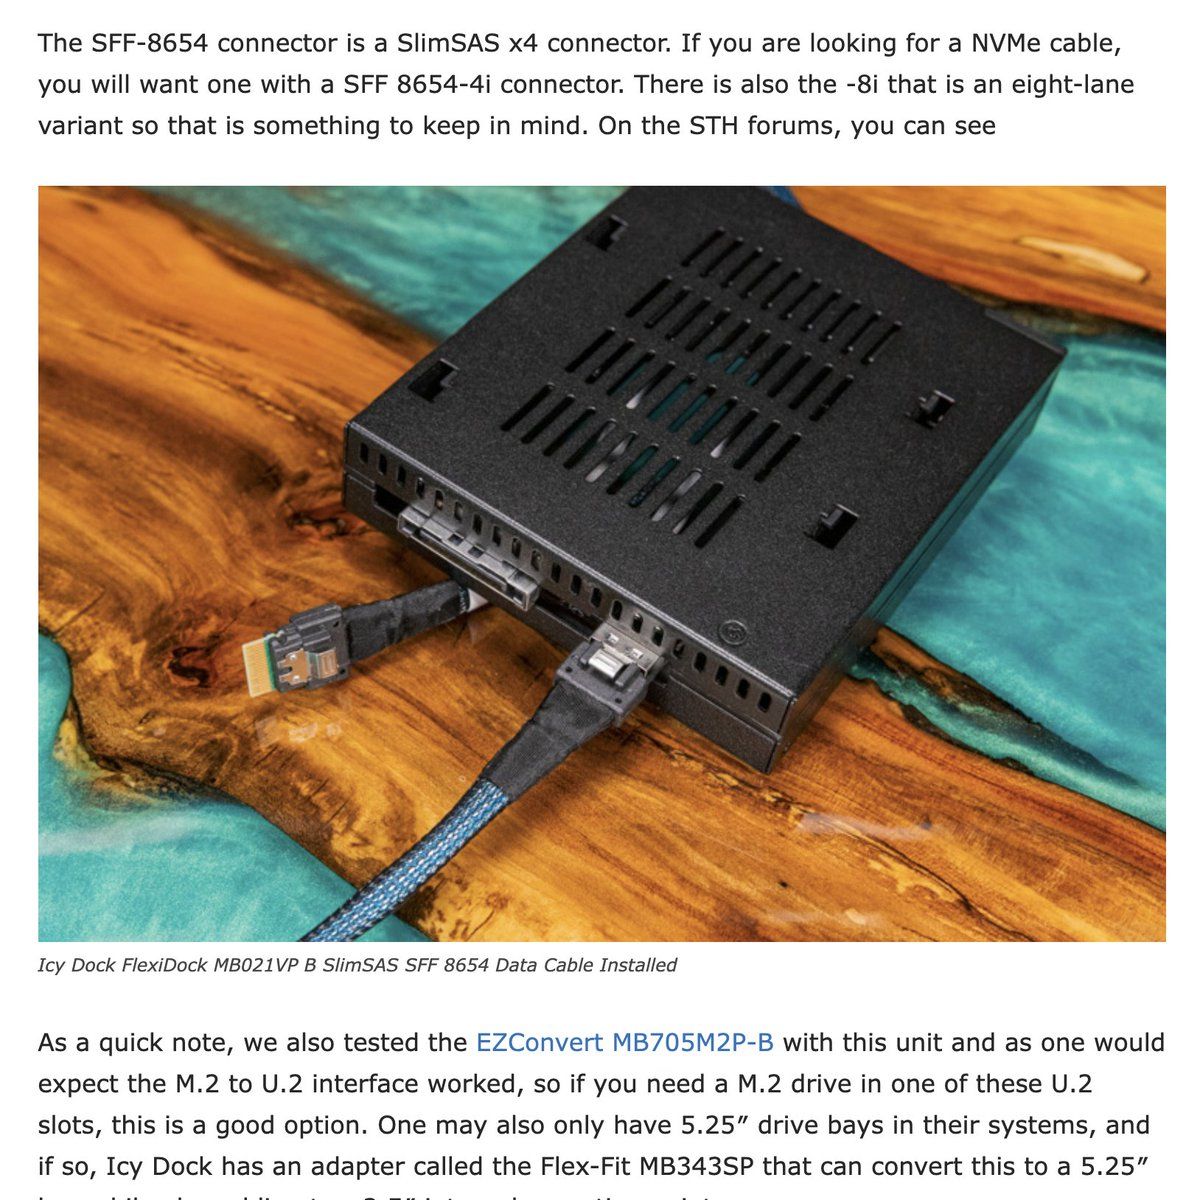 The SFF-8654 connector is a SlimSAS x4 connector. If you are looking for a NVMe cable,
you will want one with a SFF 8654-4i connector. There is also the -8i that is an eight-lane
variant so that is something to keep in mind. On the STH forums, you can see
Icy Dock FlexiDock MB021VP B SlimSAS SFF 8654 Data Cable Installed
As a quick note, we also tested the EZConvert MB705M2P-B with this unit and as one would
expect the M.2 to U.2 interface worked, so if you need a M.2 drive in one of these U.2
slots, this is a good option. One may also only have 5.25″ drive bays in their systems, and
if so, Icy Dock has an adapter called the Flex-Fit MB343SP that can convert this to a 5.25″